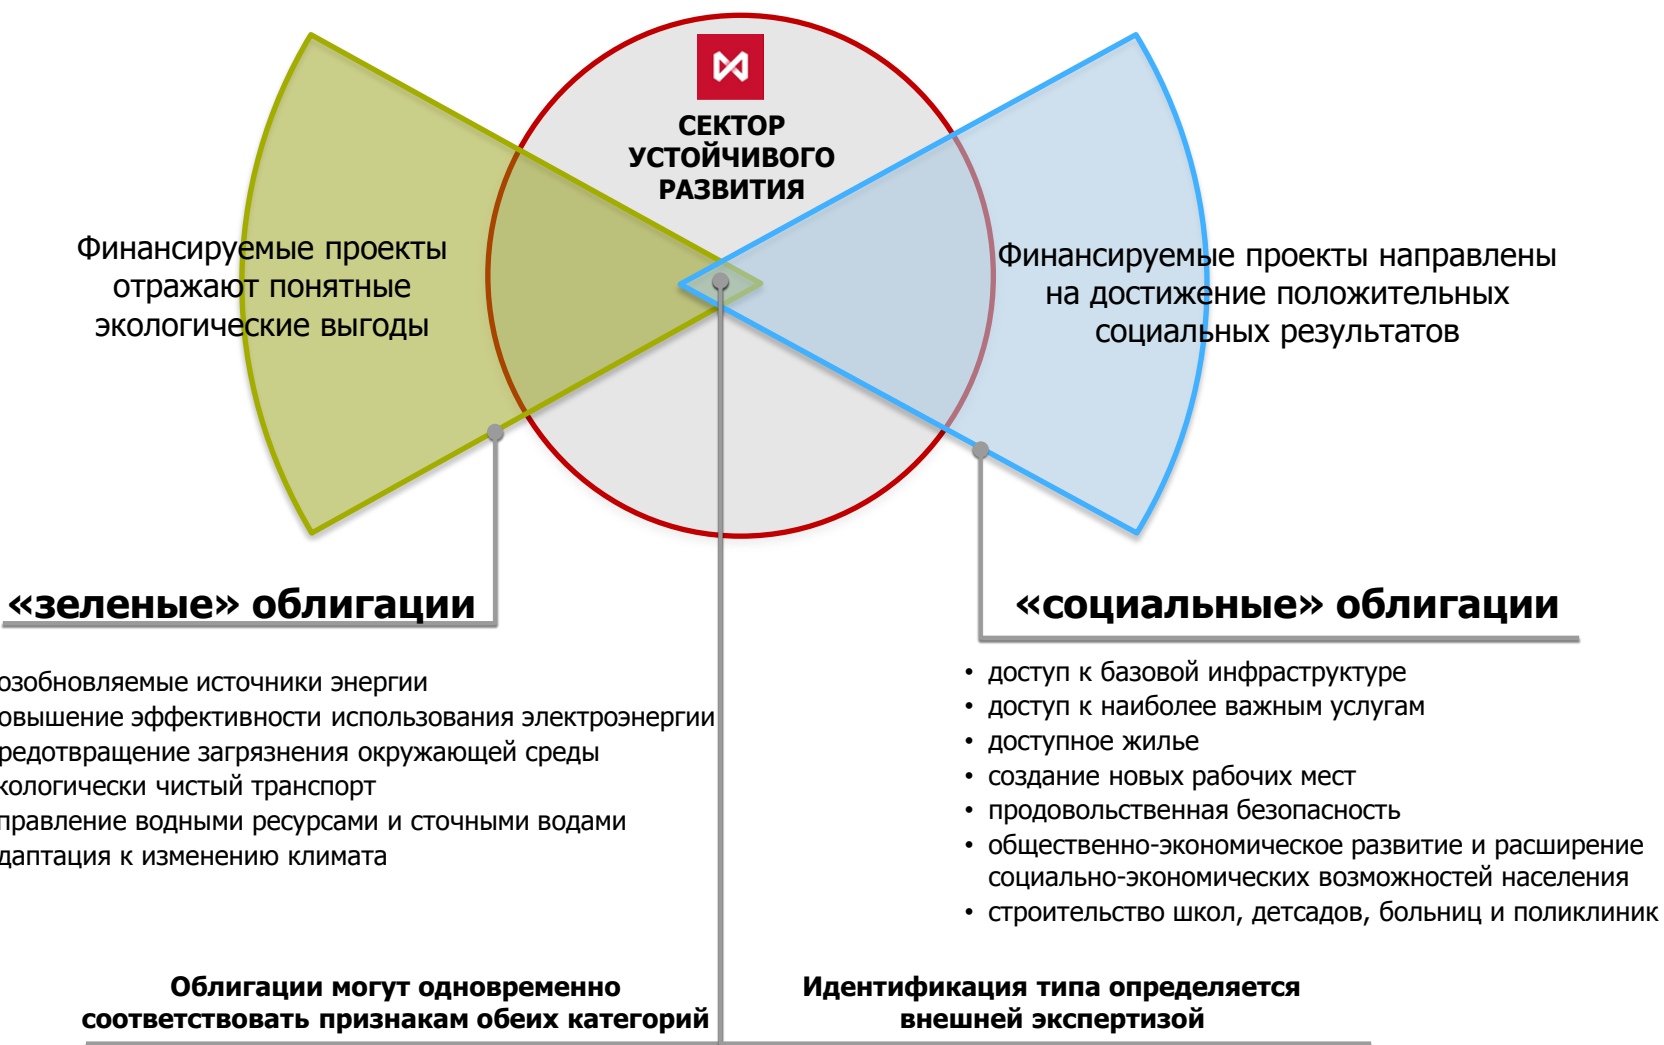 СЕКТОР
УСТОЙЧИВОГО
РАЗВИТИЯ
Финансируемые проекты
отражают понятные
экологические выгоды
Финансируемые проекты направлены
на достижение положительных
социальных результатов
«зеленые» облигации
озобновляемые источники энергии
овышение эффективности использования электроэнергии
редотвращение загрязнения окружающей среды
кологически чистый транспорт
правление водными ресурсами и сточными водами
даптация к изменению климата
«социальные» облигации
• доступ к базовой инфраструктуре
• доступ к наиболее важным услугам
• доступное жилье
• создание новых рабочих мест
• продовольственная безопасность
• общественно-экономическое развитие и расширение
социально-экономических возможностей населения
• строительство школ, детсадов, больниц и поликлиник
Облигации могут одновременно
соответствовать признакам обеих категорий
Идентификация типа определяется
внешней экспертизой